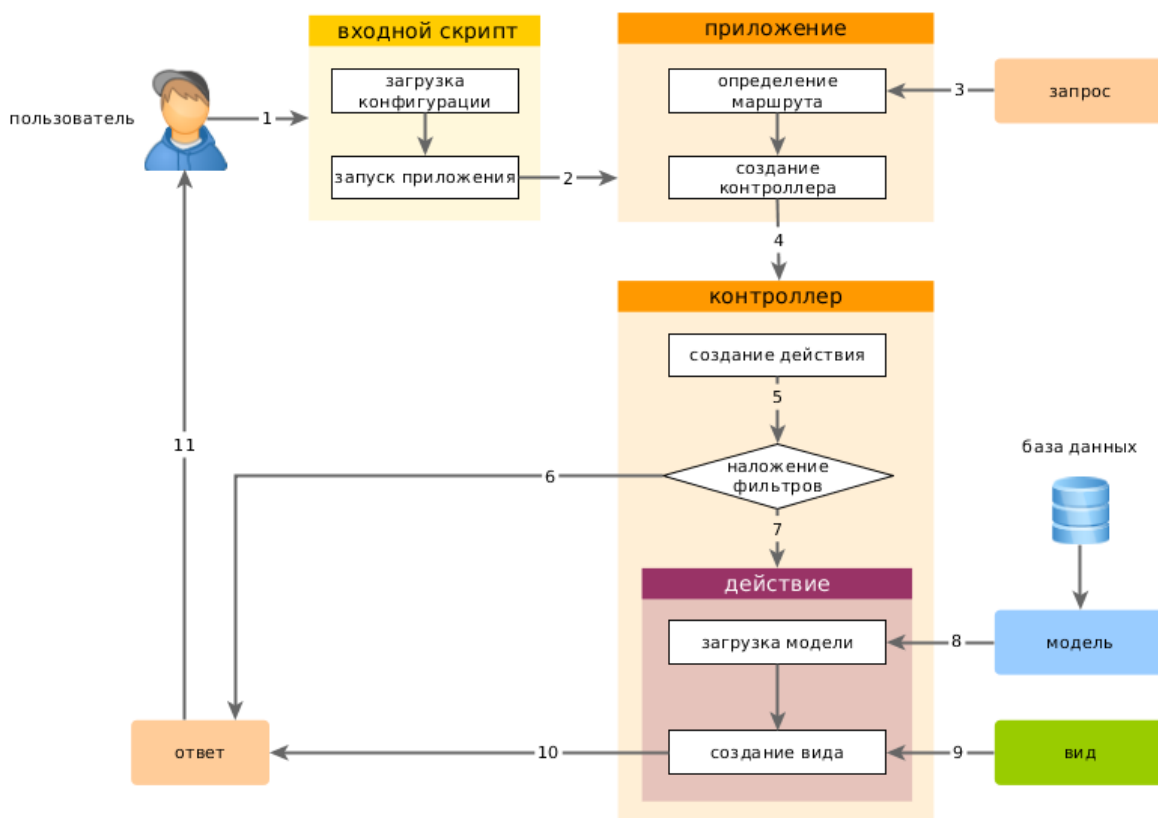 входной скрипт
приложение
загрузка
конфигурации
определение
маршрута
3
запрос
пользователь
1
запуск приложения
2
создание
контроллера
4
контроллер
создание действия
5
база данных
11
6
наложение
фильтров
7
действие
загрузка модели
8
модель
ответ
10
создание вида
9
вид